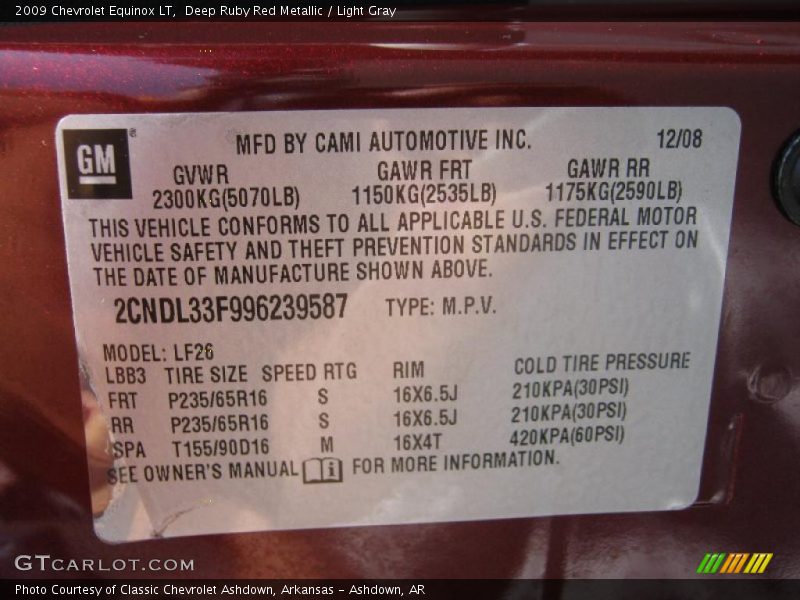 2009 Chevrolet Equinox LT, Deep Ruby Red Metallic / Light Gray
GM ®
MFD BY CAMI AUTOMOTIVE INC. 12/08
GVWR GAWR FRT GAWR RR
2300KG(5070LB) 1150KG(2535LB) 1175KG(2590LB)
THIS VEHICLE CONFORMS TO ALL APPLICABLE U.S. FEDERAL MOTOR
VEHICLE SAFETY AND THEFT PREVENTION STANDARDS IN EFFECT ON
THE DATE OF MANUFACTURE SHOWN ABOVE.
2CNDL33F996239587 TYPE: M.P.V.
MODEL: LF26
LBB3 TIRE SIZE SPEED RTG RIM COLD TIRE PRESSURE
FRT P235/65R16 S 16X6.5J 210KPA(30PSI)
RR P235/65R16 S 16X6.5J 210KPA(30PSI)
SPA T155/90D16 M 16X4T 420KPA(60PSI)
SEE OWNER'S MANUAL i FOR MORE INFORMATION.
GTCARLOT.COM
Photo Courtesy of Classic Chevrolet Ashdown, Arkansas - Ashdown, AR